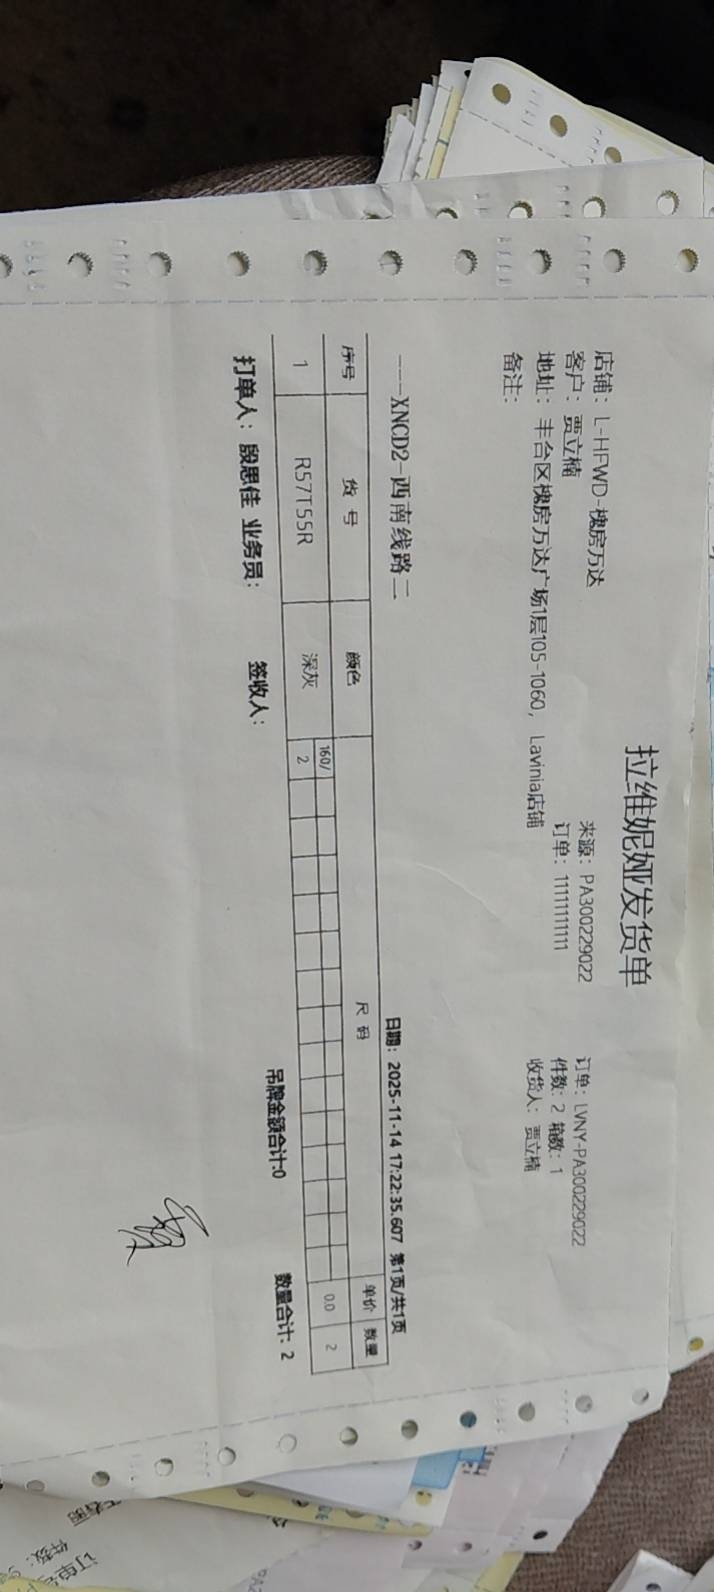 拉维妮娅发货单
店铺：L-HFWD-槐房万达
来源：PA300229022
订单：LVNY-PA300229022
客户：贾立楠
订单：11111111111
件数：2 箱数：1
地址：丰台区槐房万达广场1层105-1060，Lavinia店铺
收货人：贾立楠
备注：
----XNCD2-西南线路二
日期：2025-11-14 17:22:35.607 第1页/共1页
序号 货号 颜色 尺码 单价 数量
160/
1 R57T55R 深灰 2 0.0 2
吊牌金额合计:0 数量合计: 2
打单人：段思佳 业务员： 签收人：